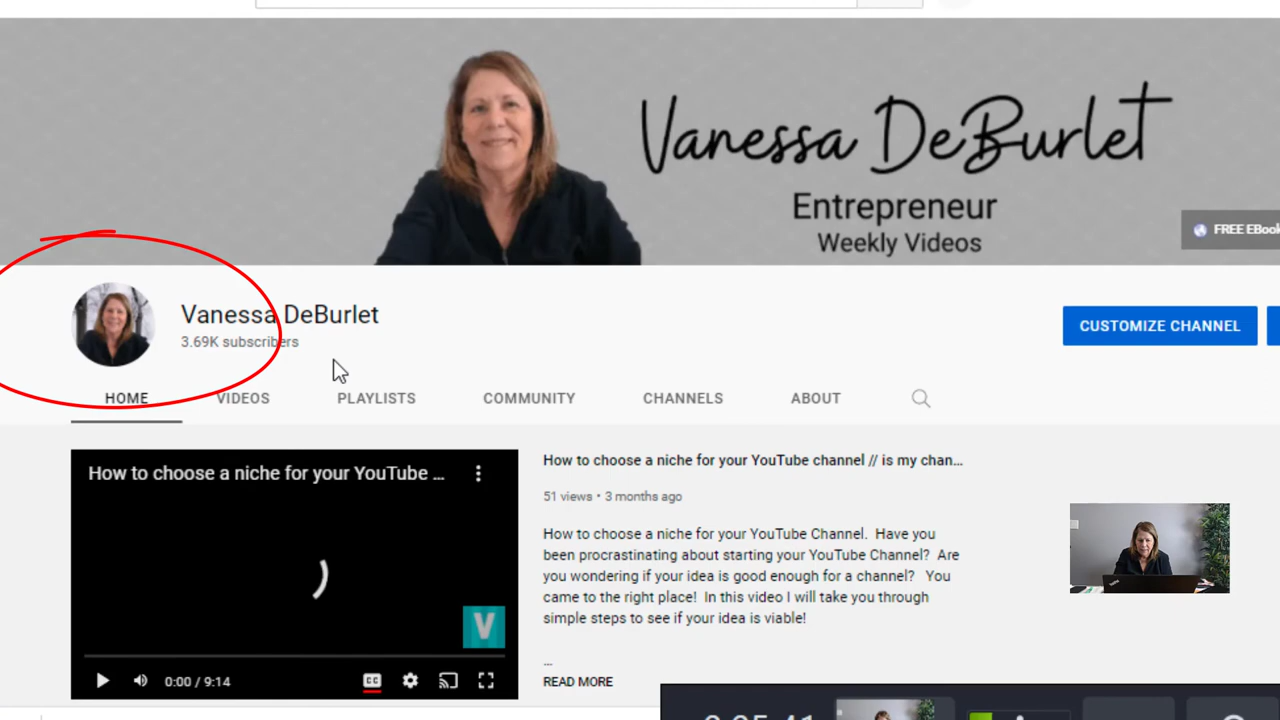 Vanessa DeBurlet
Entrepreneur
Weekly Videos
FREE EBook
Vanessa DeBurlet
3.69K subscribers
CUSTOMIZE CHANNEL
HOME VIDEOS PLAYLISTS COMMUNITY CHANNELS ABOUT
How to choose a niche for your YouTube ...
How to choose a niche for your YouTube channel // is my chan...
51 views • 3 months ago
How to choose a niche for your YouTube Channel. Have you
been procrastinating about starting your YouTube Channel? Are
you wondering if your idea is good enough for a channel? You
came to the right place! In this video I will take you through
simple steps to see if your idea is viable!
...
READ MORE
V
CC
0:00 / 9:14